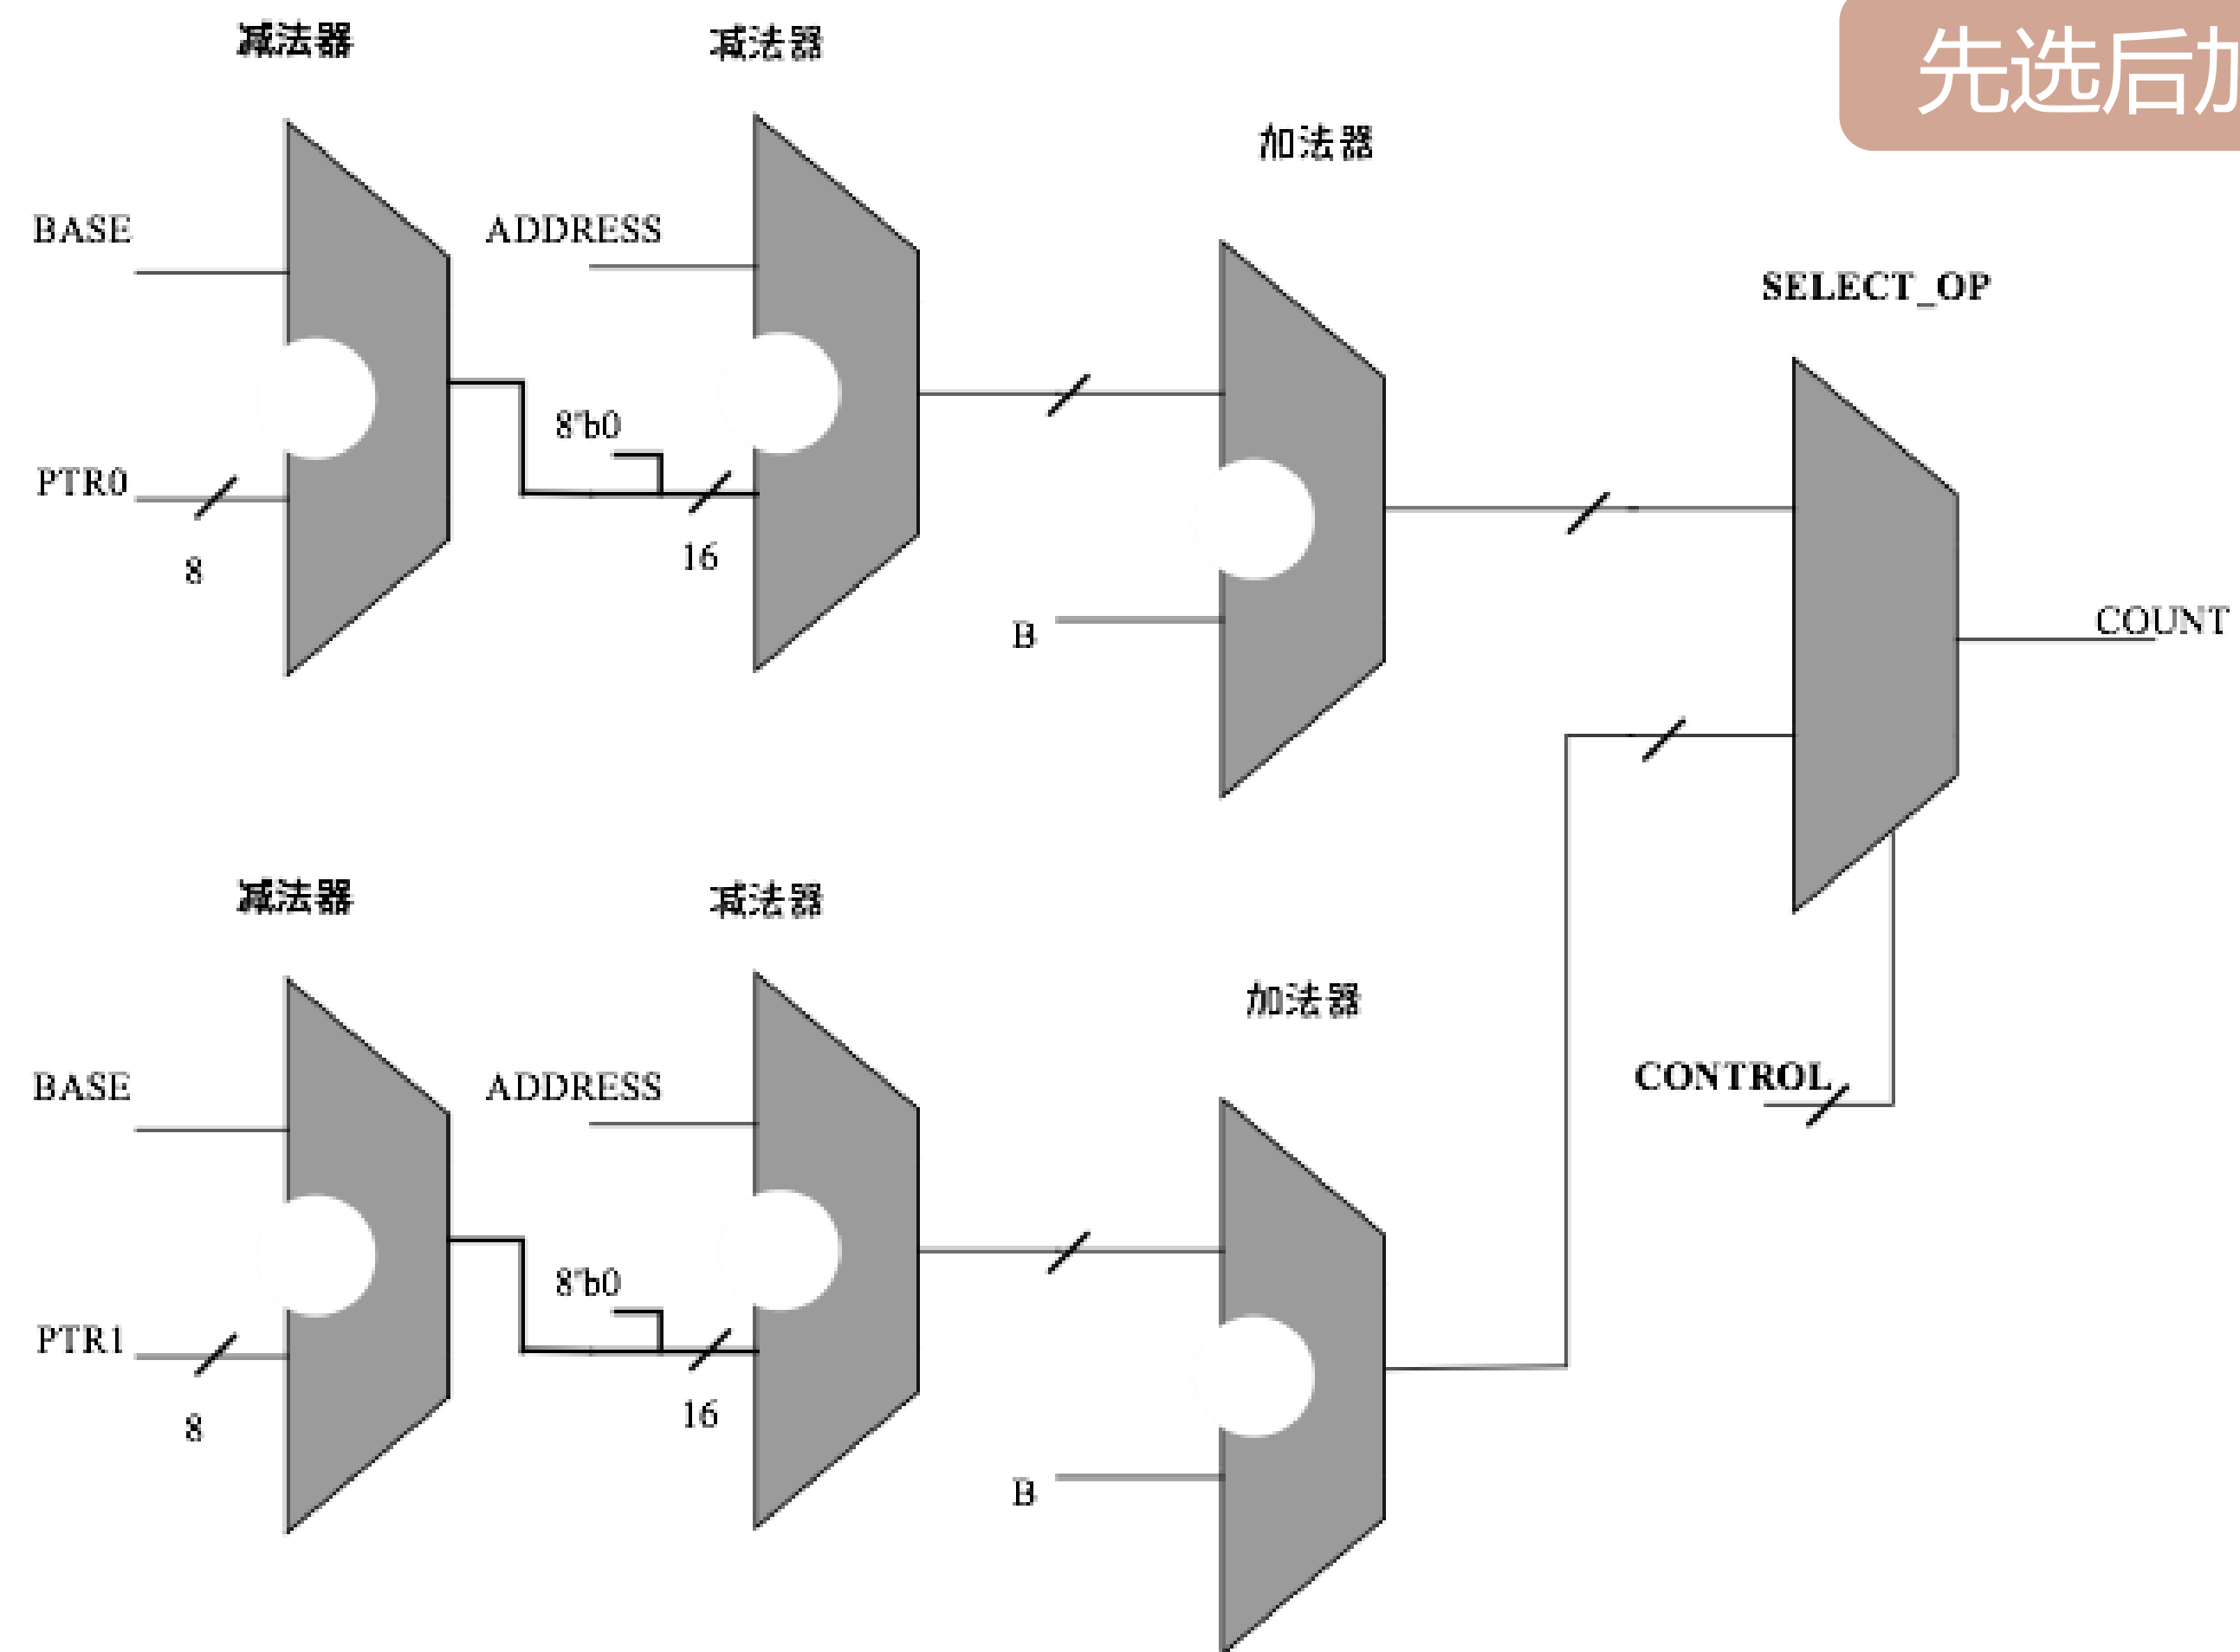 减法器
减法器
先选后加
加法器
BASE
ADDRESS
SELECT_OP
8'b0
PTR0
8
16
B
COUNT
减法器
减法器
加法器
BASE
ADDRESS
CONTROL
8'b0
PTR1
8
16
B